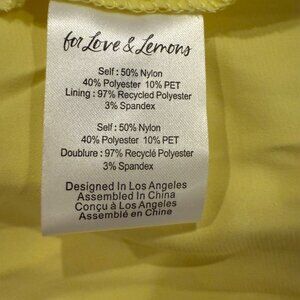 for Love & Lemons
Self : 50% Nylon
40% Polyester 10% PET
Lining : 97% Recycled Polyester
3% Spandex
Self : 50% Nylon
40% Polyester 10% PET
Doublure : 97% Recyclé Polyester
3% Spandex
Designed In Los Angeles
Assembled In China
Conçu à Los Angeles
Assemblé en Chine